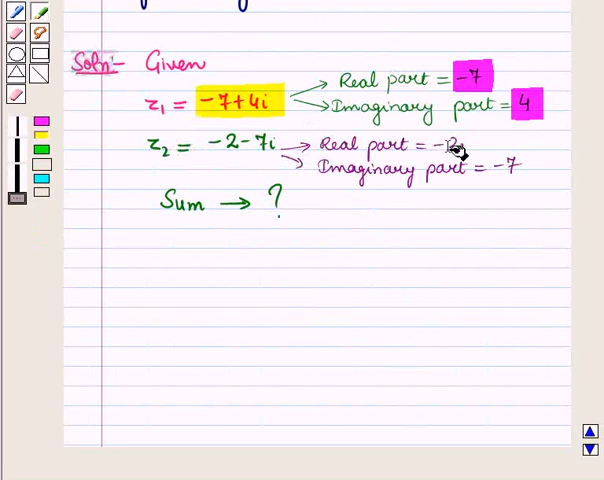 Soln:- Given
z₁ = -7+4i → Real part = -7
→ Imaginary part = 4
z₂ = -2-7i → Real part = -2
→ Imaginary part = -7
Sum → ?